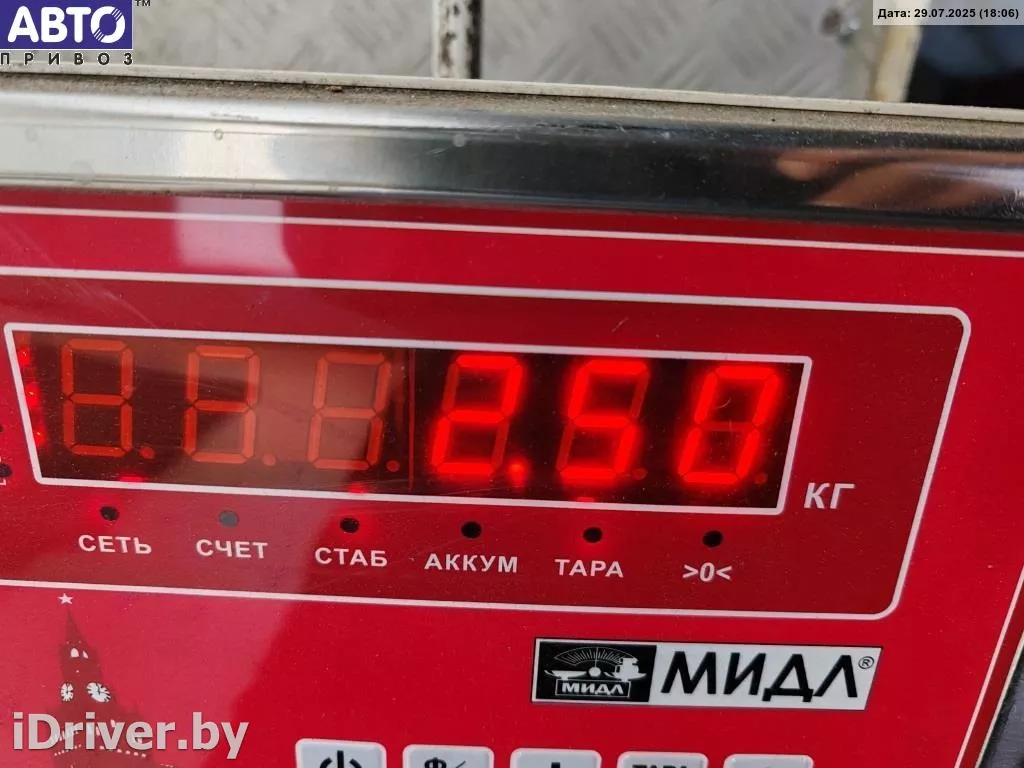 АВТО™
ПРИВОЗ
Дата: 29.07.2025 (18:06)
2.50
КГ
СЕТЬ СЧЕТ СТАБ АККУМ ТАРА >0<
МИДЛ МИДЛ®
iDriver.by